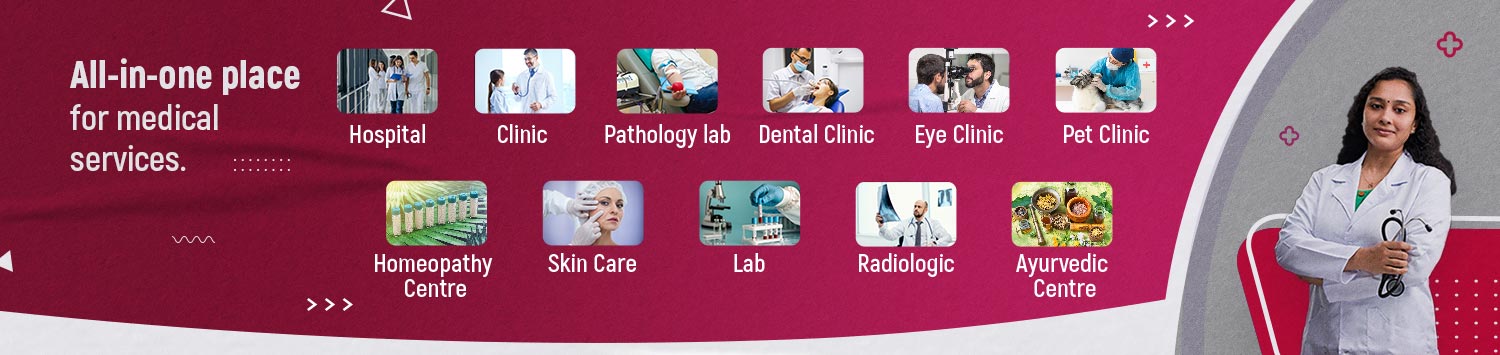 All-in-one place
for medical
services.
Hospital
Clinic
Pathology lab
Dental Clinic
Eye Clinic
Pet Clinic
Homeopathy
Centre
Skin Care
Lab
Radiologic
Ayurvedic
Centre